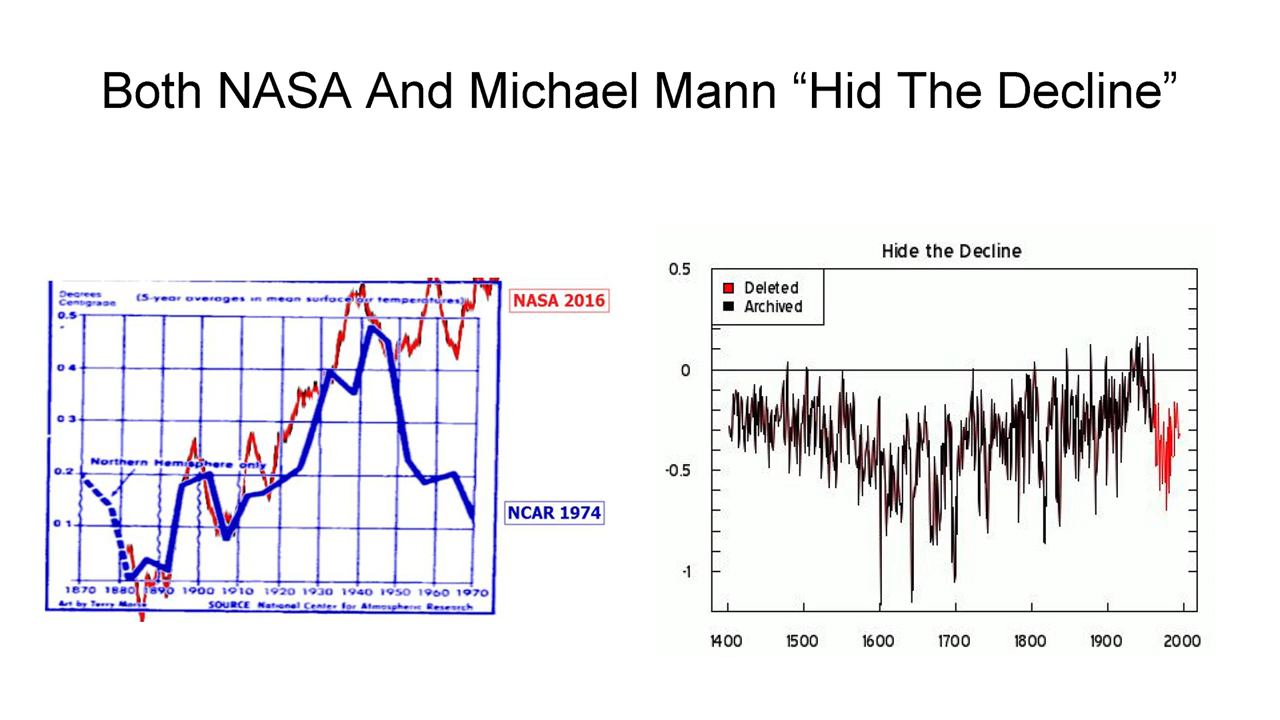 Both NASA And Michael Mann “Hid The Decline”
Degrees
Centigrade
(5-year averages in mean surface air temperatures)
0.5
0 4
0 3
0.2
0 1
Northern Hemisphere only
1870 1880 1890 1900 1910 1920 1930 1940 1950 1960 1970
Art by Terry Morse
SOURCE National Center for Atmospheric Research
NASA 2016
NCAR 1974
Hide the Decline
Deleted
Archived
0.5
0
-0.5
-1
1400 1500 1600 1700 1800 1900 2000